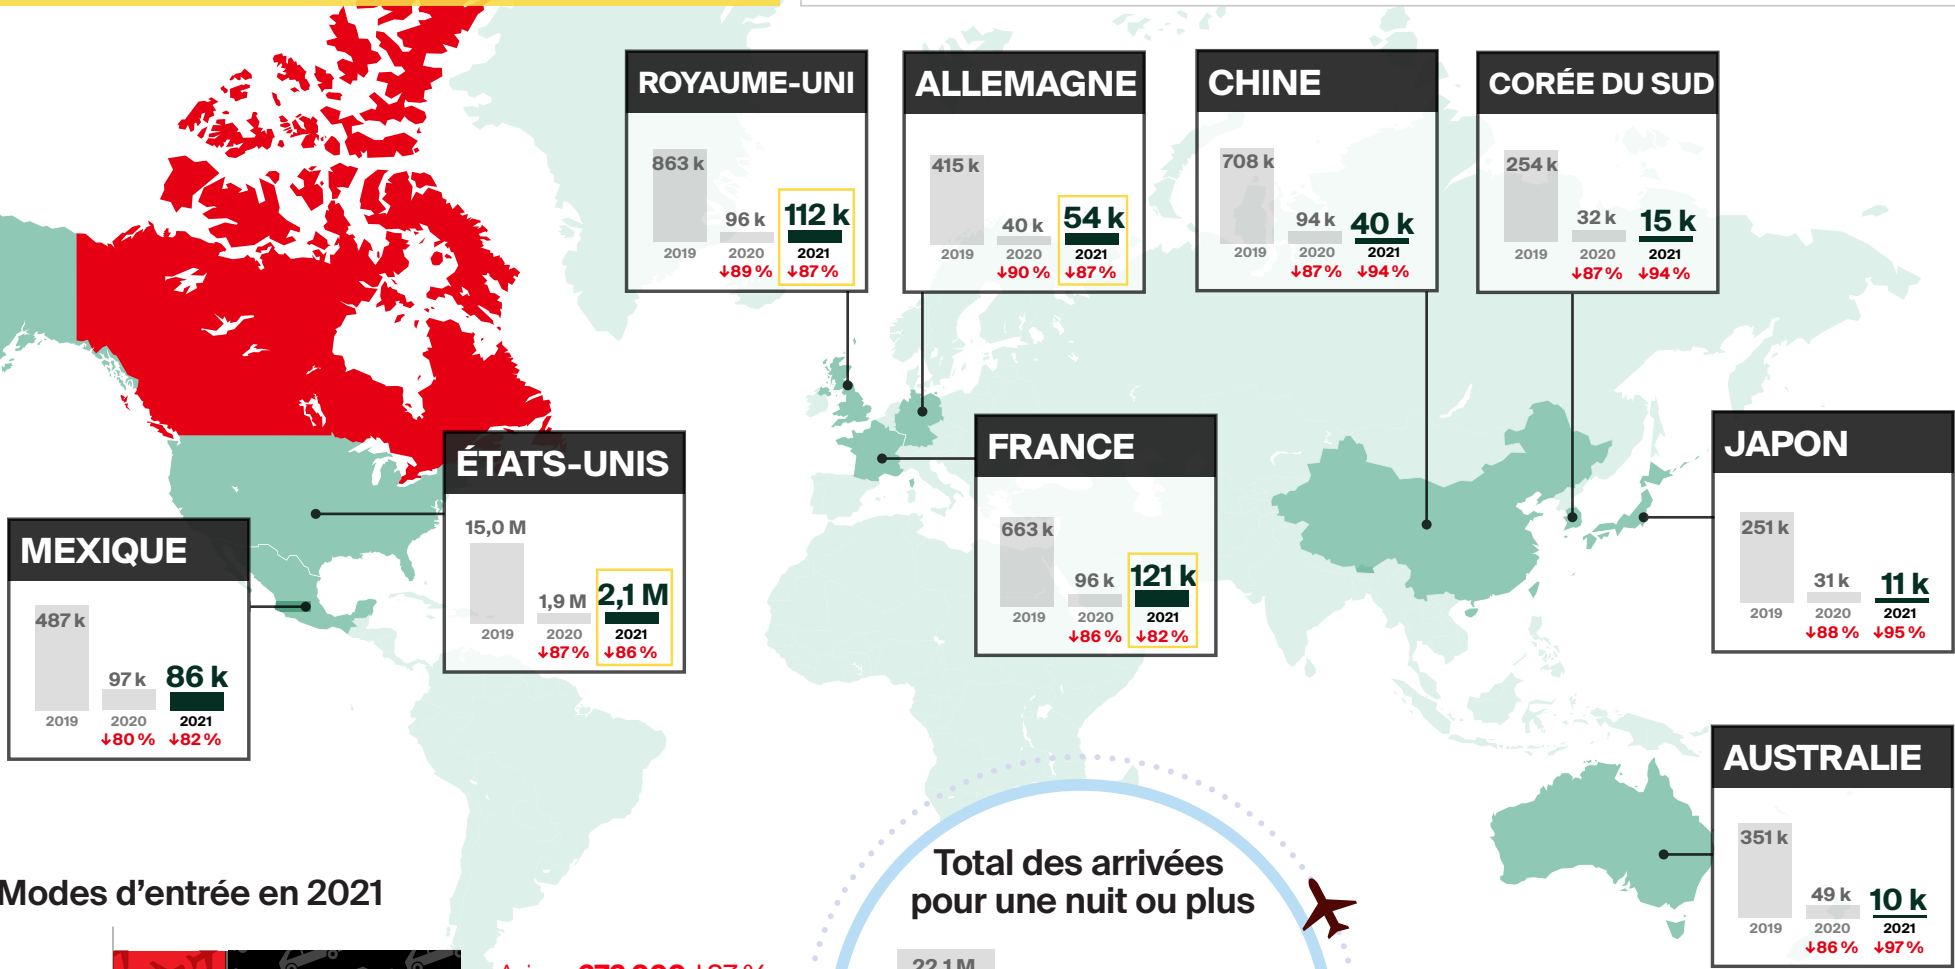 ROYAUME-UNI
863 k
96 k
112 k
2019
2020
2021
↓89 %
↓87 %
ALLEMAGNE
415 k
40 k
54 k
2019
2020
2021
↓90 %
↓87 %
CHINE
708 k
94 k
40 k
2019
2020
2021
↓87 %
↓94 %
CORÉE DU SUD
254 k
32 k
15 k
2019
2020
2021
↓87 %
↓94 %
MEXIQUE
487 k
97 k
86 k
2019
2020
2021
↓80 %
↓82 %
ÉTATS-UNIS
15,0 M
1,9 M
2,1 M
2019
2020
2021
↓87 %
↓86 %
FRANCE
663 k
96 k
121 k
2019
2020
2021
↓86 %
↓82 %
JAPON
251 k
31 k
11 k
2019
2020
2021
↓88 %
↓95 %
AUSTRALIE
351 k
49 k
10 k
2019
2020
2021
↓86 %
↓97 %
Modes d'entrée en 2021
Total des arrivées
pour une nuit ou plus
22,1 M